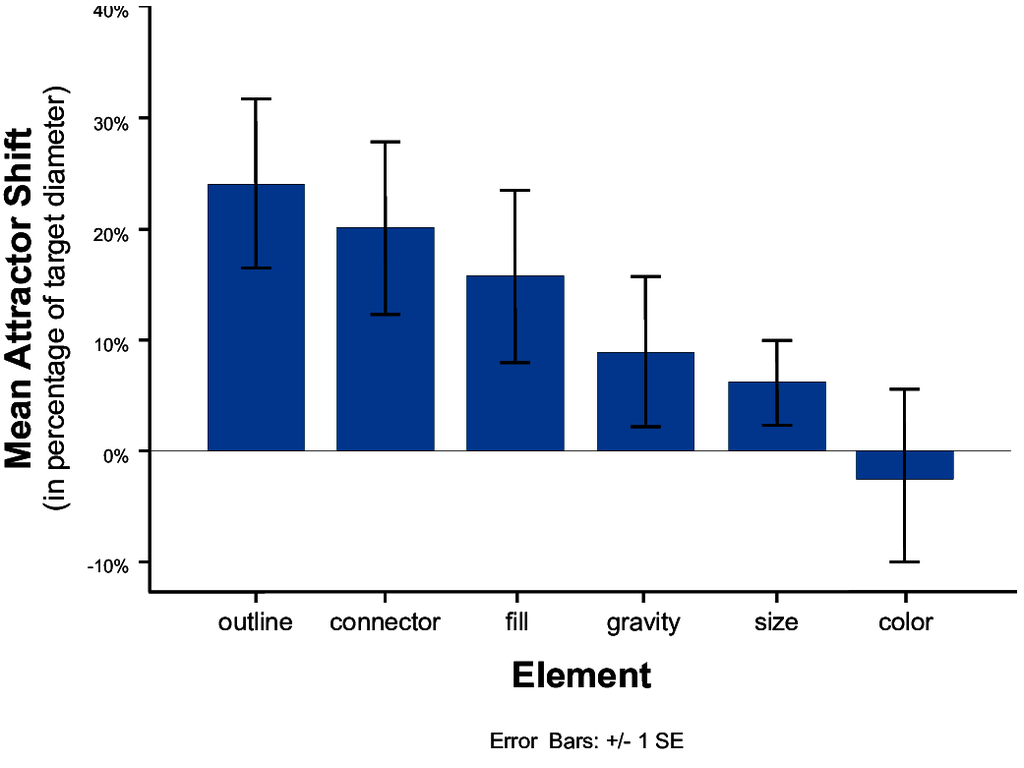 40%
30%
20%
10%
0%
-10%
Mean Attractor Shift
(in percentage of target diameter)
outline connector fill gravity size color
Element
Error Bars: +/- 1 SE